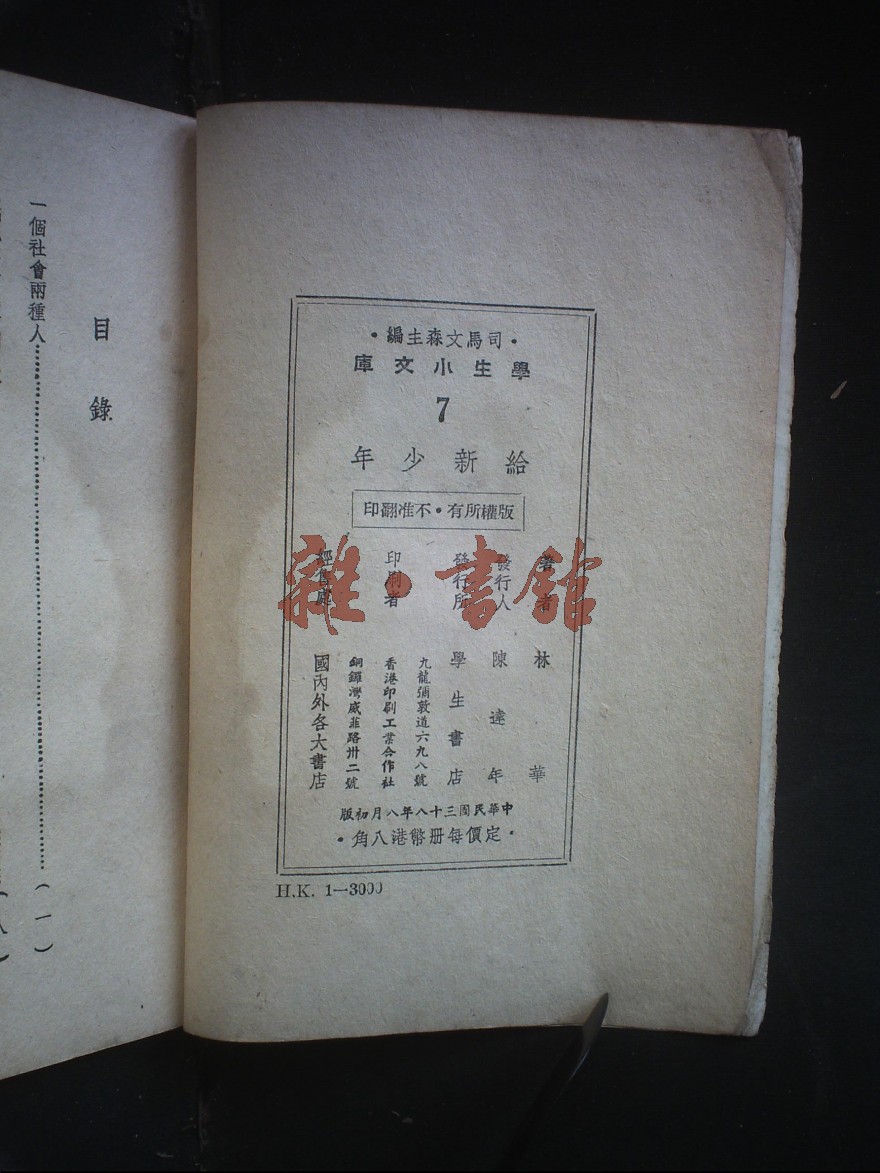 ·司馬文森主編·
學生小文庫
7
給新少年
版權所有·不准翻印
著者 林華
發行人 陳達年
發行所 學生書店
九龍彌敦道六九八號
印刷者 香港印刷工業合作社
銅鑼灣威菲路卅二號
經售處 國內外各大書店
中華民國三十八年八月初版
·定價每册港幣八角·
H.K. 1—3000
雜·書館
目錄
一個社會兩種人……(一)